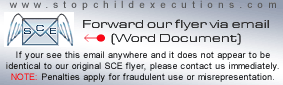 www.stopchildexecutions.com
SCE
Forward our flyer via email
(Word Document)
If your see this email anywhere and it does not appear to be
identical to our original SCE flyer, please contact us immediately.
NOTE: Penalties apply for fraudulent use or misrepresentation.